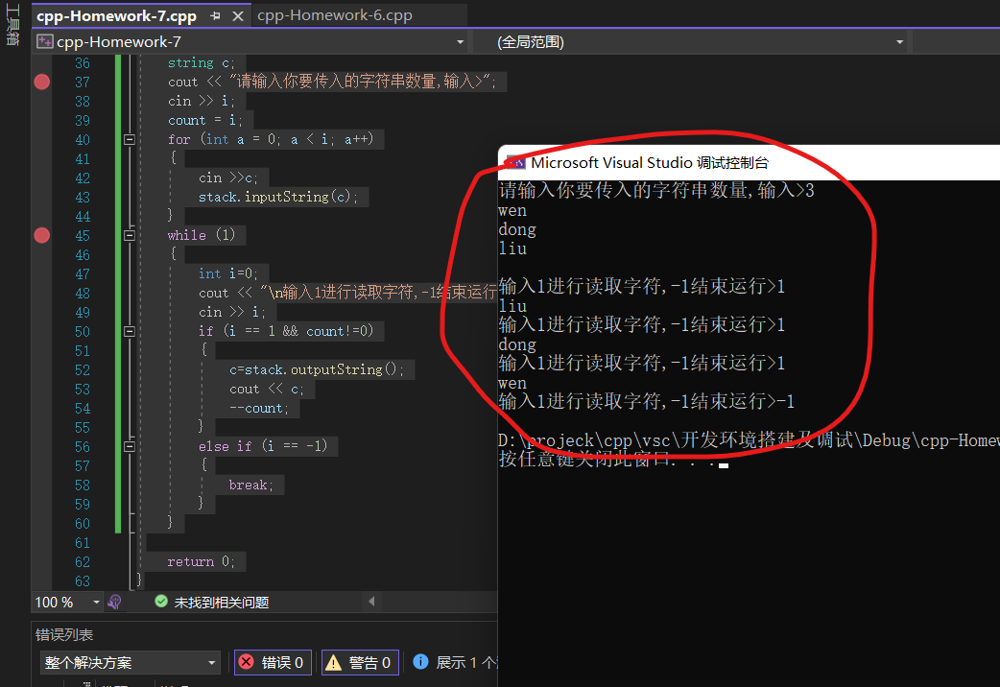 工具箱
cpp-Homework-7.cpp
cpp-Homework-6.cpp
cpp-Homework-7
(全局范围)
36 string c;
37 cout << "请输入你要传入的字符串数量,输入>";
38 cin >> i;
39 count = i;
40 for (int a = 0; a < i; a++)
41 {
42 cin >>c;
43 stack.inputString(c);
44 }
45 while (1)
46 {
47 int i=0;
48 cout << "\n输入1进行读取字符,-1结束运行
49 cin >> i;
50 if (i == 1 && count!=0)
51 {
52 c=stack.outputString();
53 cout << c;
54 --count;
55 }
56 else if (i == -1)
57 {
58 break;
59 }
60 }
61
62 return 0;
63 }
Microsoft Visual Studio 调试控制台
请输入你要传入的字符串数量,输入>3
wen
dong
liu
输入1进行读取字符,-1结束运行>1
liu
输入1进行读取字符,-1结束运行>1
dong
输入1进行读取字符,-1结束运行>1
wen
输入1进行读取字符,-1结束运行>-1
D:\projeck\cpp\vsc\开发环境搭建及调试\Debug\cpp-Homew
按任意键关闭此窗口. . .
100 %
未找到相关问题
错误列表
整个解决方案
错误 0
警告 0
展示 1 个